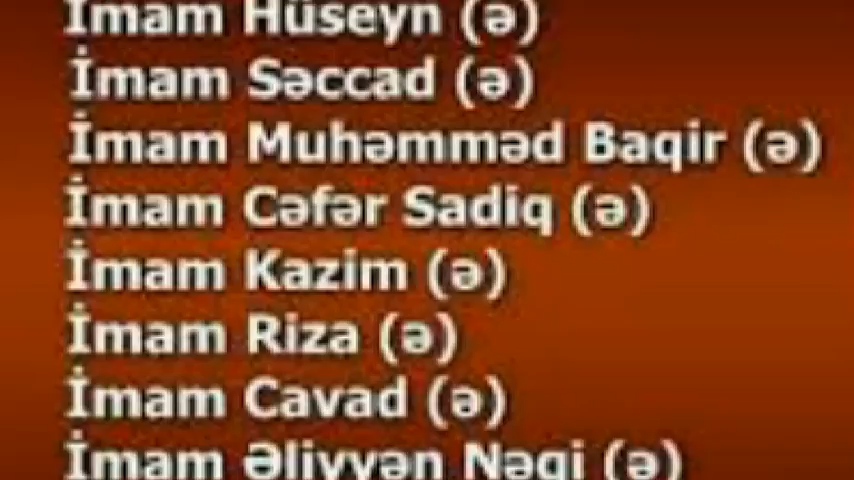 İmam Hüseyn (ə)
İmam Səccad (ə)
İmam Muhəmməd Baqir (ə)
İmam Cəfər Sadiq (ə)
İmam Kazim (ə)
İmam Riza (ə)
İmam Cavad (ə)
İmam Əliyyən Nəqi (ə)